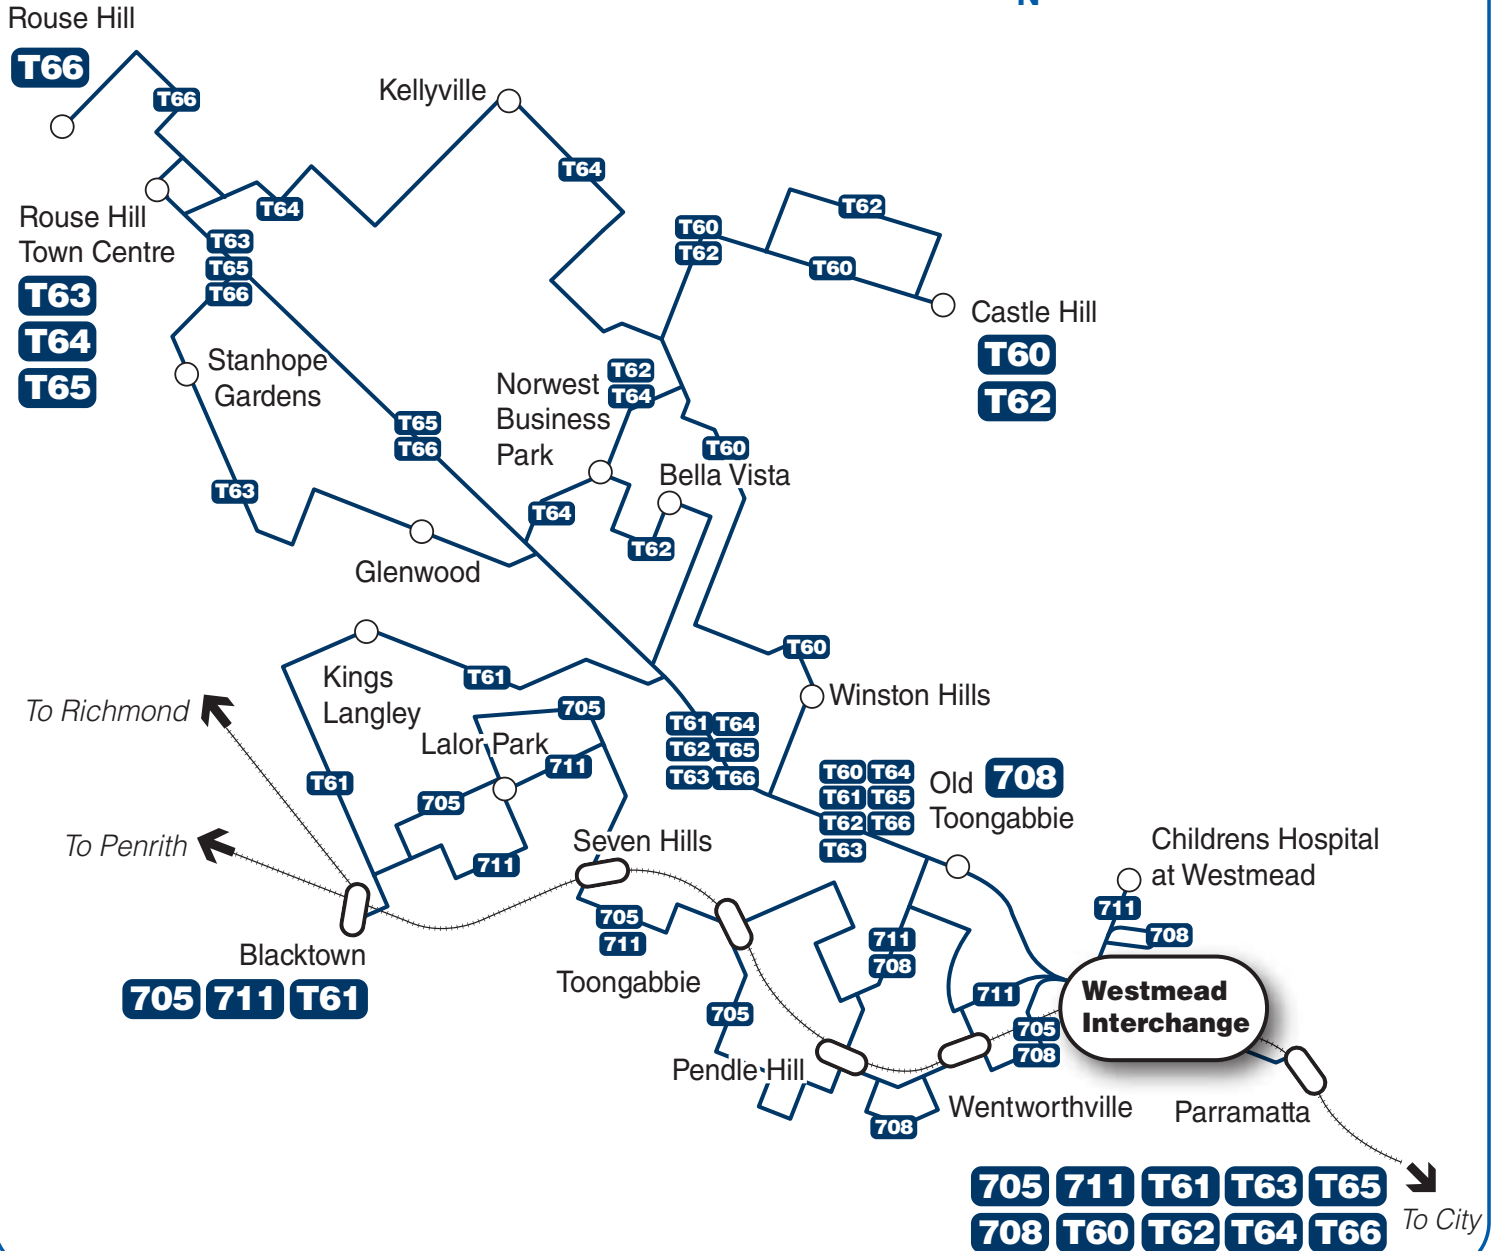 N
Rouse Hill
T66
T66
Kellyville
T64
T64
Rouse Hill
Town Centre
T63
T64
T65
T63
T65
T66
T60
T62
T62
T60
Castle Hill
T60
T62
Stanhope
Gardens
Norwest
Business
Park
T62
T64
T65
T66
T60
Bella Vista
T63
T64
T62
Glenwood
T60
Kings
Langley
T61
Winston Hills
To Richmond
705
Lalor Park
711
T61 T64
T62 T65
T63 T66
T61
705
T60 T64
T61 T65
T62 T66
T63
Old 708
Toongabbie
To Penrith
Seven Hills
711
Childrens Hospital
at Westmead
711
708
705
711
711
708
Blacktown
705 711 T61
Toongabbie
705
711
Westmead
Interchange
705
708
Pendle Hill
708
Wentworthville
Parramatta
705 711 T61 T63 T65
708 T60 T62 T64 T66
To City